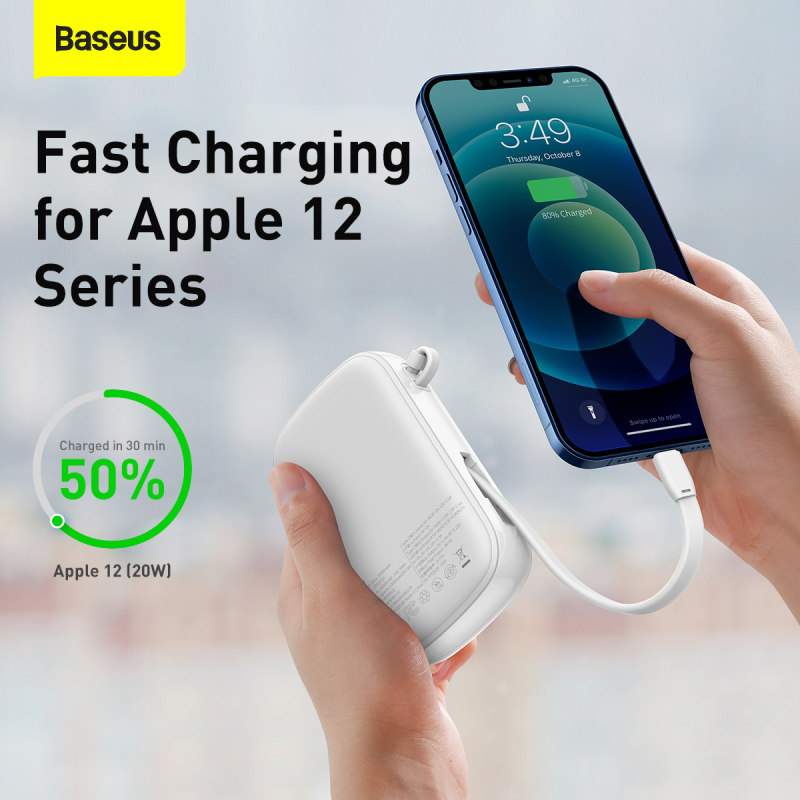 Baseus
Fast Charging
for Apple 12
Series
4G
3:49
Thursday, October 8
80% Charged
Charged in 30 min
50%
Apple 12 (20W)
Swipe up to open